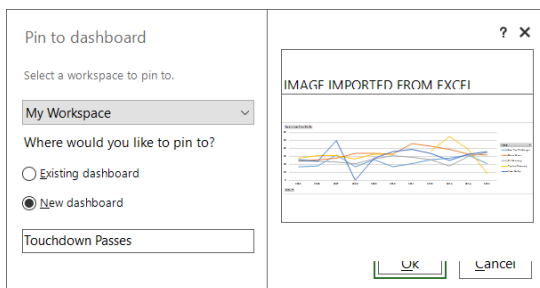 Pin to dashboard
? ✕
Select a workspace to pin to.
My Workspace
Where would you like to pin to?
Existing dashboard
New dashboard
Touchdown Passes
IMAGE IMPORTED FROM EXCEL
Ok
Cancel